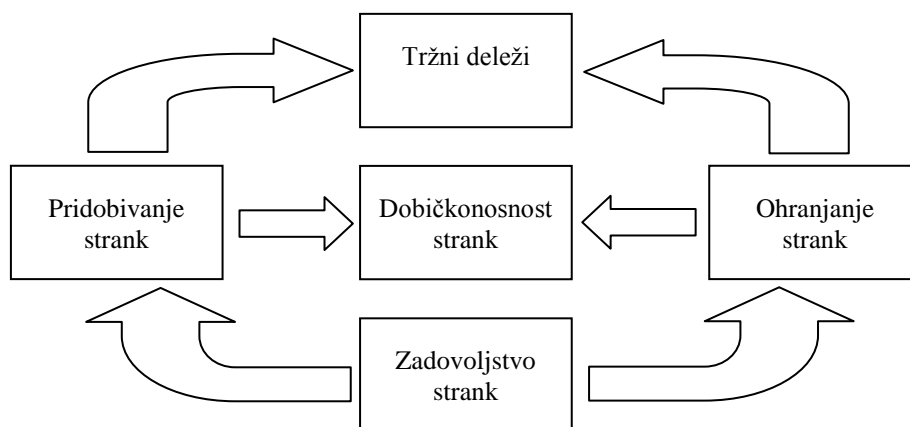 Tržni deleži
Pridobivanje
strank
Dobičkonosnost
strank
Ohranjanje
strank
Zadovoljstvo
strank